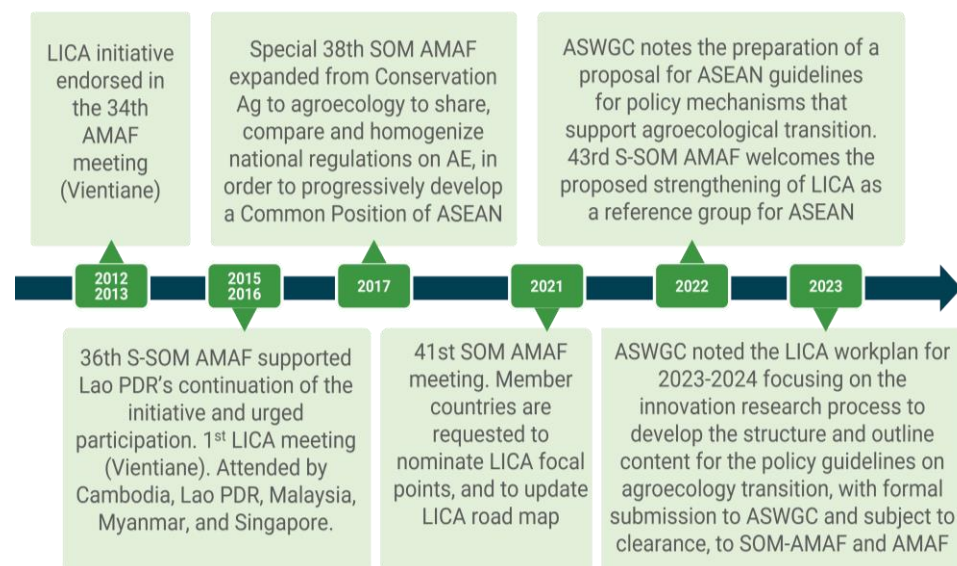 LICA initiative
endorsed in
the 34th
AMAF
meeting
(Vientiane)
Special 38th SOM AMAF
expanded from Conservation
Ag to agroecology to share,
compare and homogenize
national regulations on AE, in
order to progressively develop
a Common Position of ASEAN
ASWGC notes the preparation of a
proposal for ASEAN guidelines
for policy mechanisms that
support agroecological transition.
43rd S-SOM AMAF welcomes the
proposed strengthening of LICA as
a reference group for ASEAN
2012
2013
2015
2016
2017
2021
2022
2023
36th S-SOM AMAF supported
Lao PDR’s continuation of the
initiative and urged
participation. 1st LICA meeting
(Vientiane). Attended by
Cambodia, Lao PDR, Malaysia,
Myanmar, and Singapore.
41st SOM AMAF
meeting. Member
countries are
requested to
nominate LICA focal
points, and to update
LICA road map
ASWGC noted the LICA workplan for
2023-2024 focusing on the
innovation research process to
develop the structure and outline
content for the policy guidelines on
agroecology transition, with formal
submission to ASWGC and subject to
clearance, to SOM-AMAF and AMAF